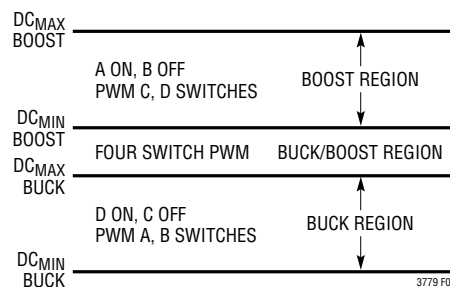 DCMAX
BOOST
A ON, B OFF
PWM C, D SWITCHES
BOOST REGION
DCMIN
BOOST
FOUR SWITCH PWM
BUCK/BOOST REGION
DCMAX
BUCK
D ON, C OFF
PWM A, B SWITCHES
BUCK REGION
DCMIN
BUCK
3779 F0